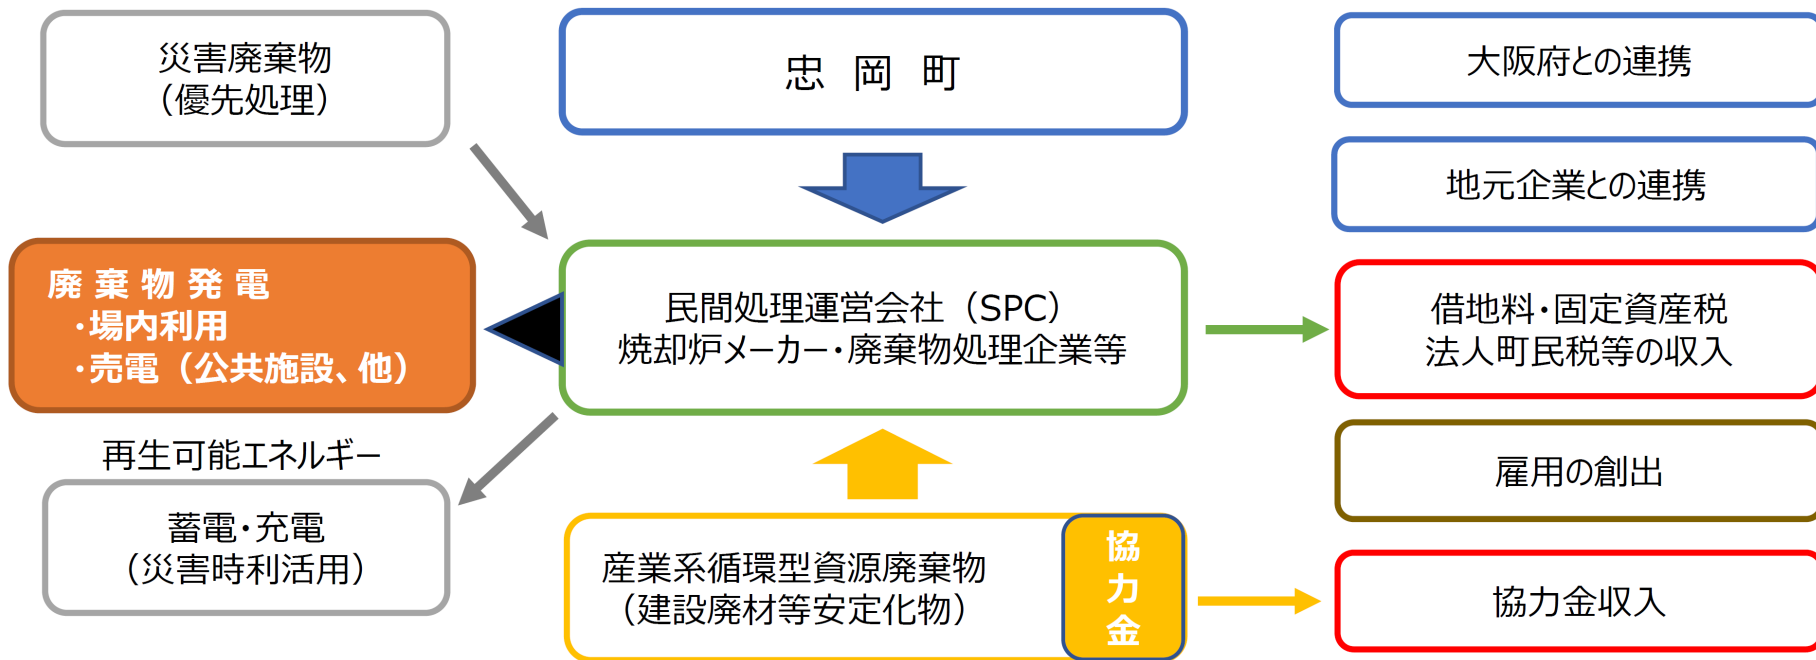 災害廃棄物
（優先処理）
忠 岡 町
大阪府との連携
地元企業との連携
廃 棄 物 発 電
・場内利用
・売電（公共施設、他）
民間処理運営会社（SPC）
焼却炉メーカー・廃棄物処理企業等
借地料・固定資産税
法人町民税等の収入
再生可能エネルギー
蓄電・充電
（災害時利活用）
産業系循環型資源廃棄物
（建設廃材等安定化物）
協力金
雇用の創出
協力金収入